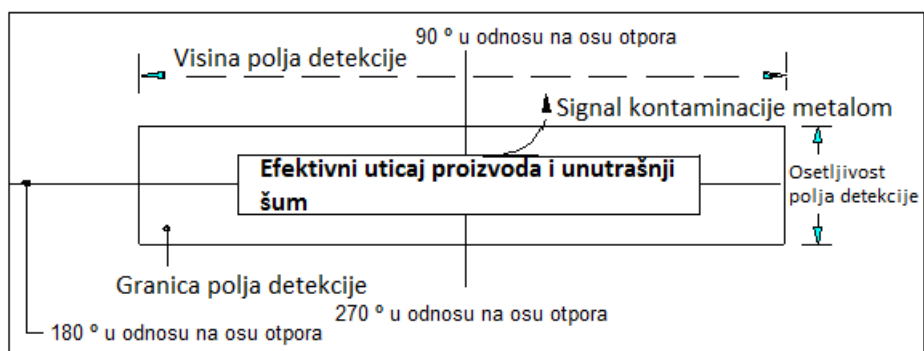 90 º u odnosu na osu otpora
Visina polja detekcije
Signal kontaminacije metalom
Efektivni uticaj proizvoda i unutrašnji
šum
Osetljivost
polja detekcije
Granica polja detekcije
270 º u odnosu na osu otpora
180 º u odnosu na osu otpora